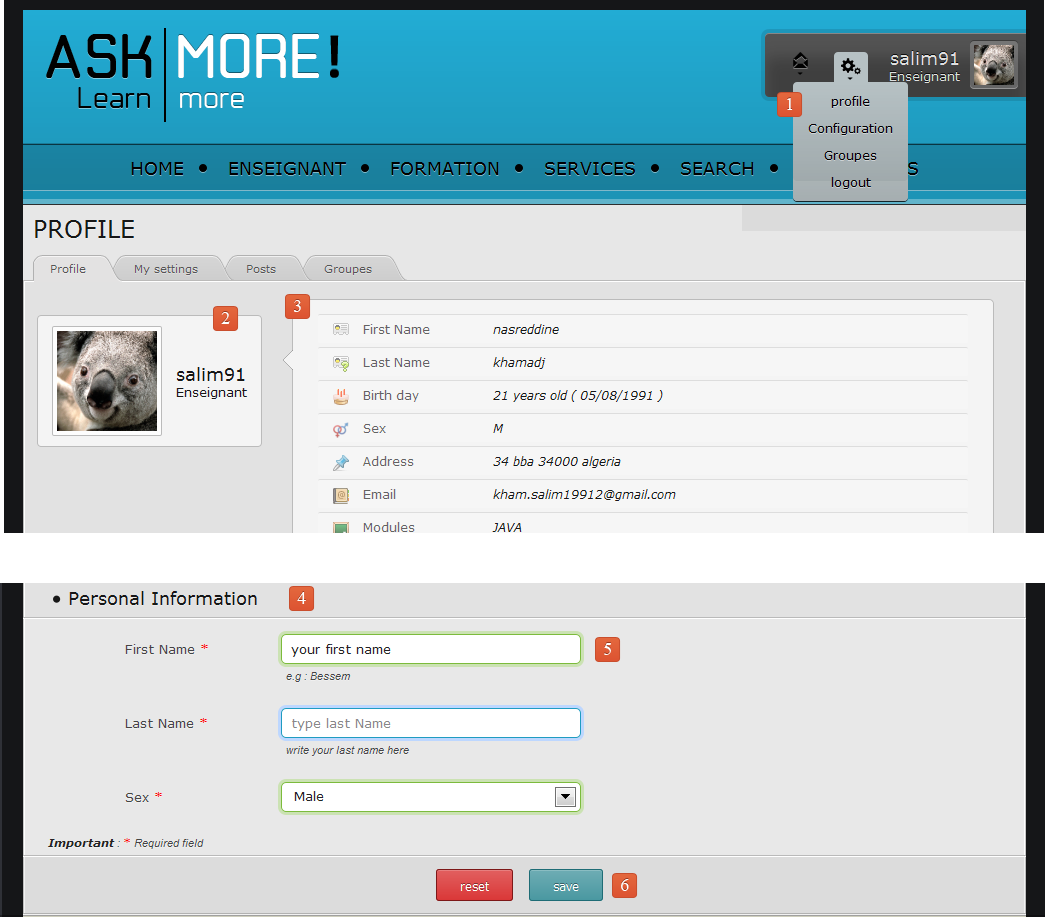 ASK MORE!
Learn more
salim91
Enseignant
1
profile
Configuration
Groupes
logout
HOME • ENSEIGNANT • FORMATION • SERVICES • SEARCH • S
PROFILE
Profile My settings Posts Groupes
2
salim91
Enseignant
3
First Name nasreddine
Last Name khamadj
Birth day 21 years old ( 05/08/1991 )
Sex M
Address 34 bba 34000 algeria
Email kham.salim19912@gmail.com
Modules JAVA
• Personal Information 4
First Name * your first name 5
e.g : Bessem
Last Name * type last Name
write your last name here
Sex * Male
Important : * Required field
reset save 6